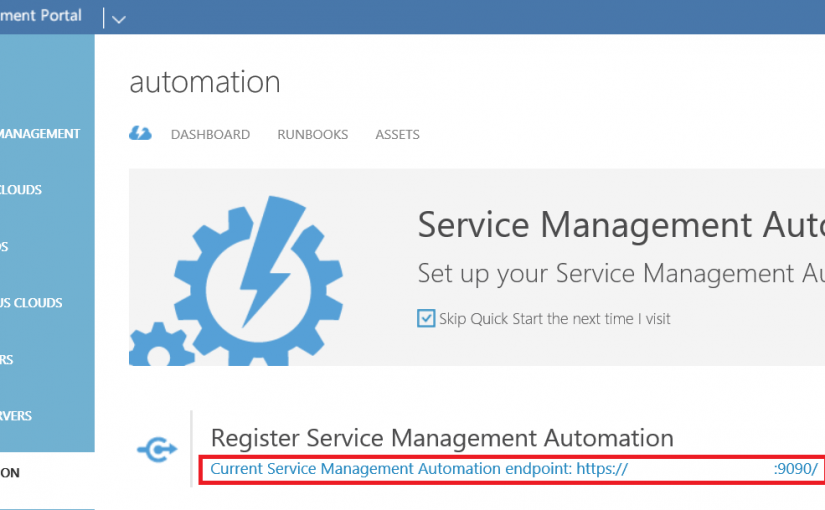 ment Portal
automation
MANAGEMENT
DASHBOARD RUNBOOKS ASSETS
CLOUDS
Service Management Auto
DS
Set up your Service Management Au
US CLOUDS
Skip Quick Start the next time I visit
RS
RVERS
Register Service Management Automation
ON
Current Service Management Automation endpoint: https:// :9090/